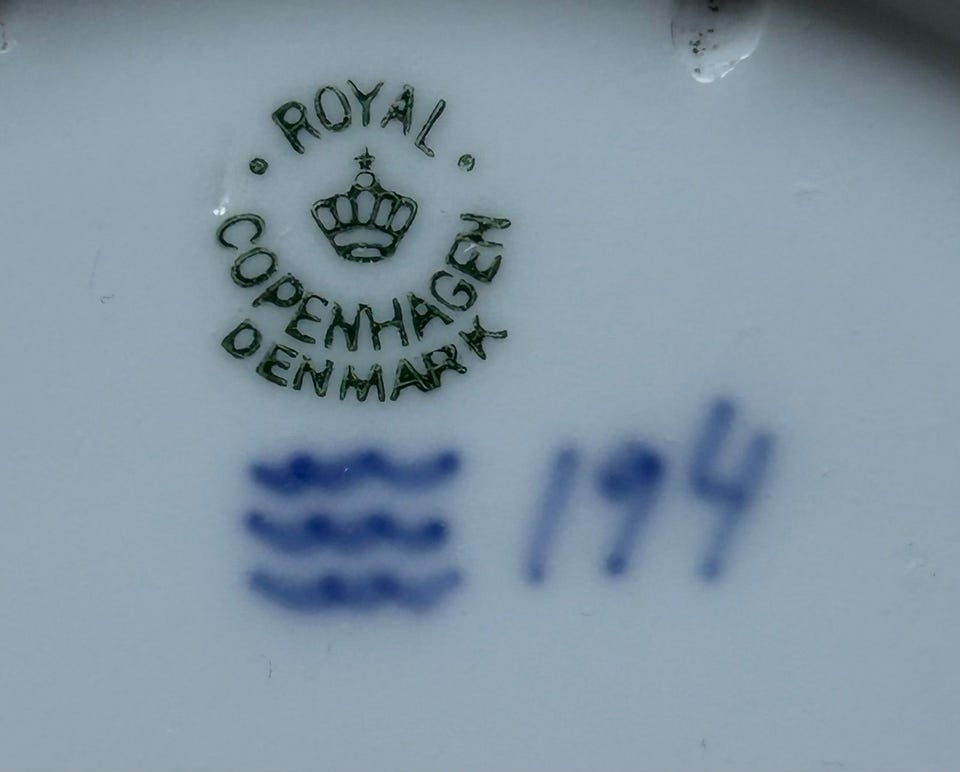 ROYAL
COPENHAGEN
DENMARK
194